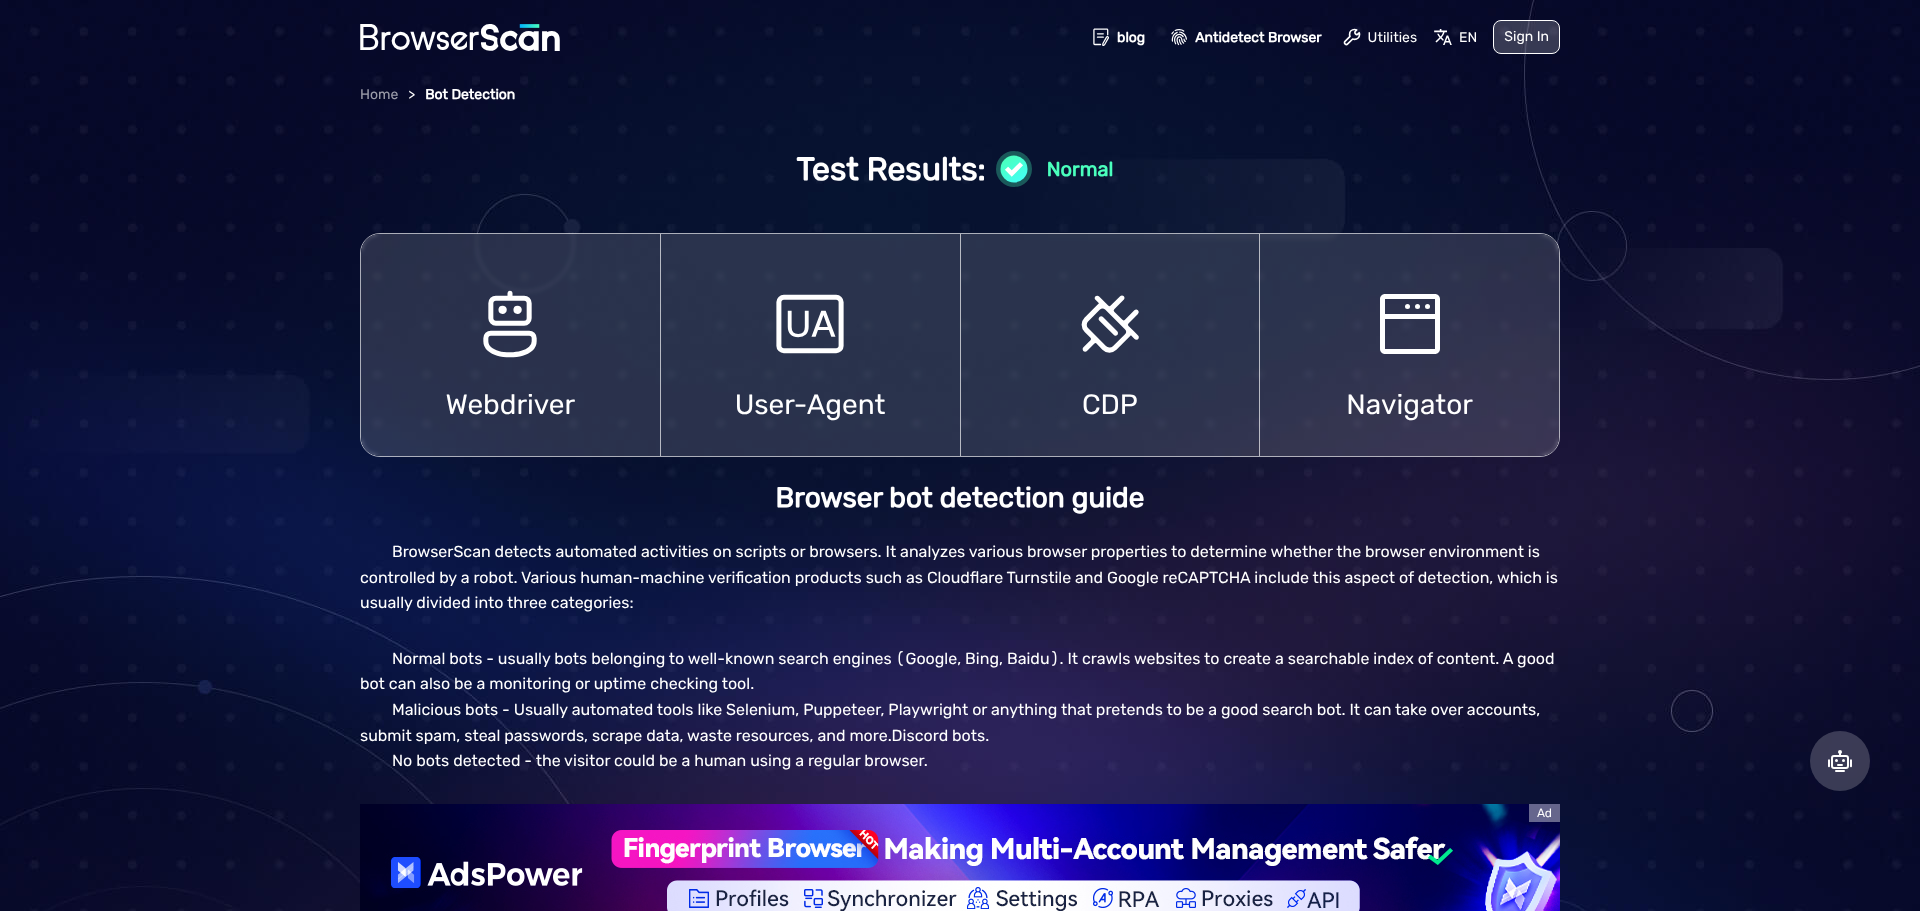 BrowserScan
blog
Antidetect Browser
Utilities
EN
Sign In
Home > Bot Detection
Test Results: Normal
UA
Webdriver
User-Agent
CDP
Navigator
Browser bot detection guide
BrowserScan detects automated activities on scripts or browsers. It analyzes various browser properties to determine whether the browser environment is
controlled by a robot. Various human-machine verification products such as Cloudflare Turnstile and Google reCAPTCHA include this aspect of detection, which is
usually divided into three categories:
Normal bots - usually bots belonging to well-known search engines (Google, Bing, Baidu). It crawls websites to create a searchable index of content. A good
bot can also be a monitoring or uptime checking tool.
Malicious bots - Usually automated tools like Selenium, Puppeteer, Playwright or anything that pretends to be a good search bot. It can take over accounts,
submit spam, steal passwords, scrape data, waste resources, and more.Discord bots.
No bots detected - the visitor could be a human using a regular browser.
Ad
AdsPower
Fingerprint Browser HOT Making Multi-Account Management Safer
Profiles Synchronizer Settings RPA Proxies API